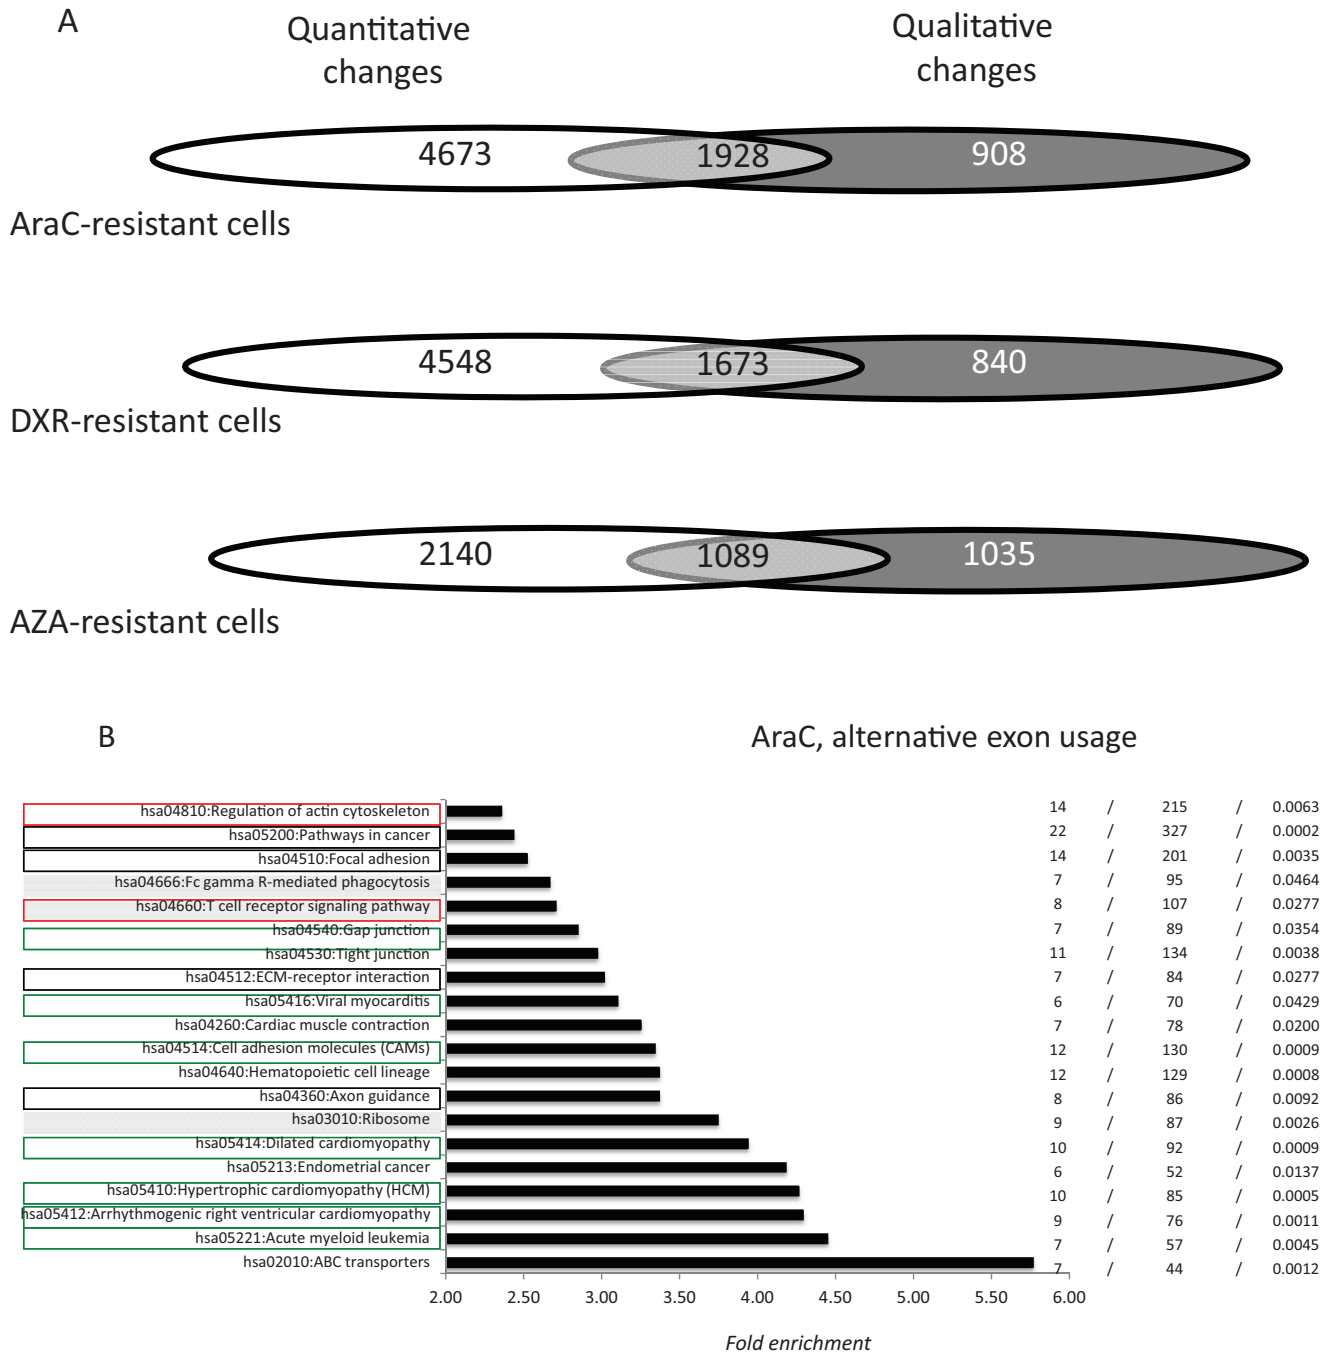 A
Quantitative
changes
Qualitative
changes
4673 1928 908
AraC-resistant cells
4548 1673 840
DXR-resistant cells
2140 1089 1035
AZA-resistant cells
B
AraC, alternative exon usage
hsa04810:Regulation of actin cytoskeleton 14 / 215 / 0.0063
hsa05200:Pathways in cancer 22 / 327 / 0.0002
hsa04510:Focal adhesion 14 / 201 / 0.0035
hsa04666:Fc gamma R-mediated phagocytosis 7 / 95 / 0.0464
hsa04660:T cell receptor signaling pathway 8 / 107 / 0.0277
hsa04540:Gap junction 7 / 89 / 0.0354
hsa04530:Tight junction 11 / 134 / 0.0038
hsa04512:ECM-receptor interaction 7 / 84 / 0.0277
hsa05416:Viral myocarditis 6 / 70 / 0.0429
hsa04260:Cardiac muscle contraction 7 / 78 / 0.0200
hsa04514:Cell adhesion molecules (CAMs) 12 / 130 / 0.0009
hsa04640:Hematopoietic cell lineage 12 / 129 / 0.0008
hsa04360:Axon guidance 8 / 86 / 0.0092
hsa03010:Ribosome 9 / 87 / 0.0026
hsa05414:Dilated cardiomyopathy 10 / 92 / 0.0009
hsa05213:Endometrial cancer 6 / 52 / 0.0137
hsa05410:Hypertrophic cardiomyopathy (HCM) 10 / 85 / 0.0005
hsa05412:Arrhythmogenic right ventricular cardiomyopathy 9 / 76 / 0.0011
hsa05221:Acute myeloid leukemia 7 / 57 / 0.0045
hsa02010:ABC transporters 7 / 44 / 0.0012
2.00 2.50 3.00 3.50 4.00 4.50 5.00 5.50 6.00
Fold enrichment